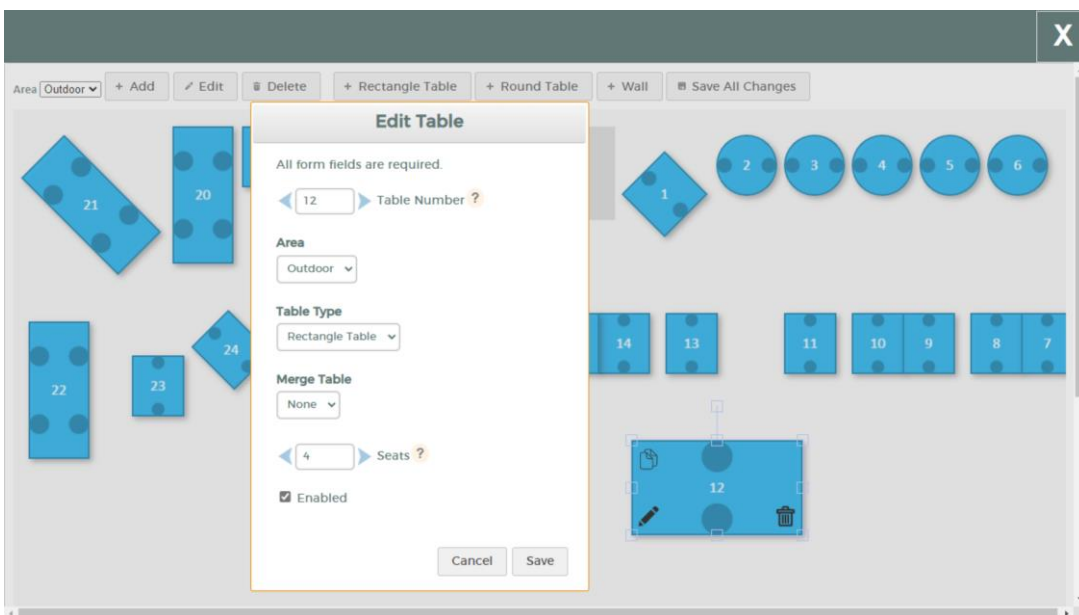 X
Area Outdoor + Add Edit Delete + Rectangle Table + Round Table + Wall Save All Changes
Edit Table
All form fields are required.
12 Table Number ?
Area
Outdoor
Table Type
Rectangle Table
Merge Table
None
4 Seats ?
Enabled
Cancel Save
21 20 1 2 3 4 5 6
22 23 24 14 13 11 10 9 8 7
12